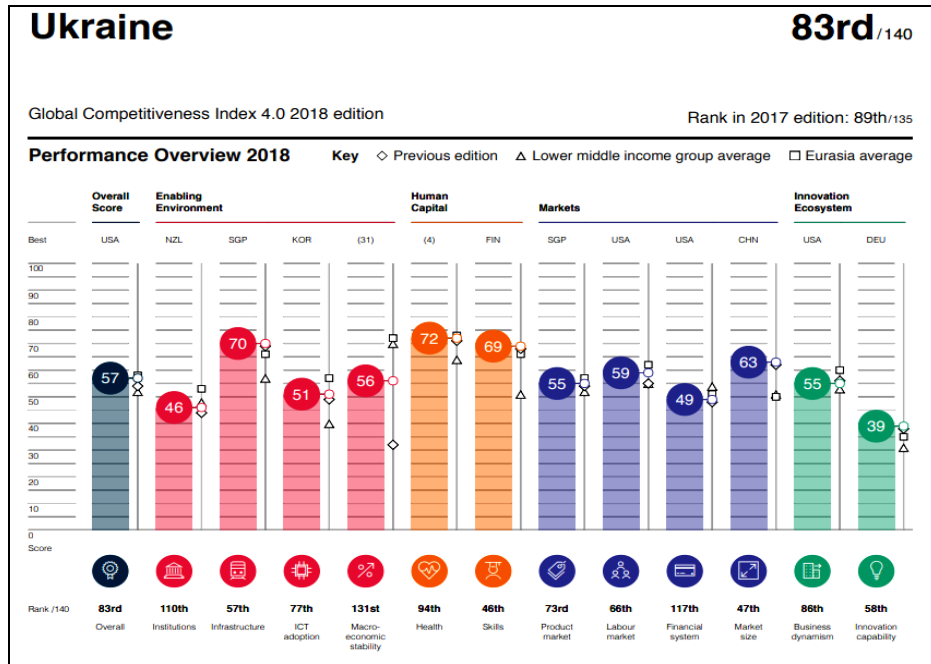 Ukraine
83rd/140
Global Competitiveness Index 4.0 2018 edition
Rank in 2017 edition: 89th/135
Performance Overview 2018
Key ◇ Previous edition △ Lower middle income group average □ Eurasia average
Overall Score
Enabling Environment
Human Capital
Markets
Innovation Ecosystem
Best USA NZL SGP KOR (31) (4) FIN SGP USA USA CHN USA DEU
100
90
80
70
60
50
40
30
20
10
0
Score
57 46 70 51 56 72 69 55 59 49 63 55 39
Rank /140 83rd 110th 57th 77th 131st 94th 46th 73rd 66th 117th 47th 86th 58th
Overall
Institutions
Infrastructure
ICT adoption
Macro-economic stability
Health
Skills
Product market
Labour market
Financial system
Market size
Business dynamism
Innovation capability